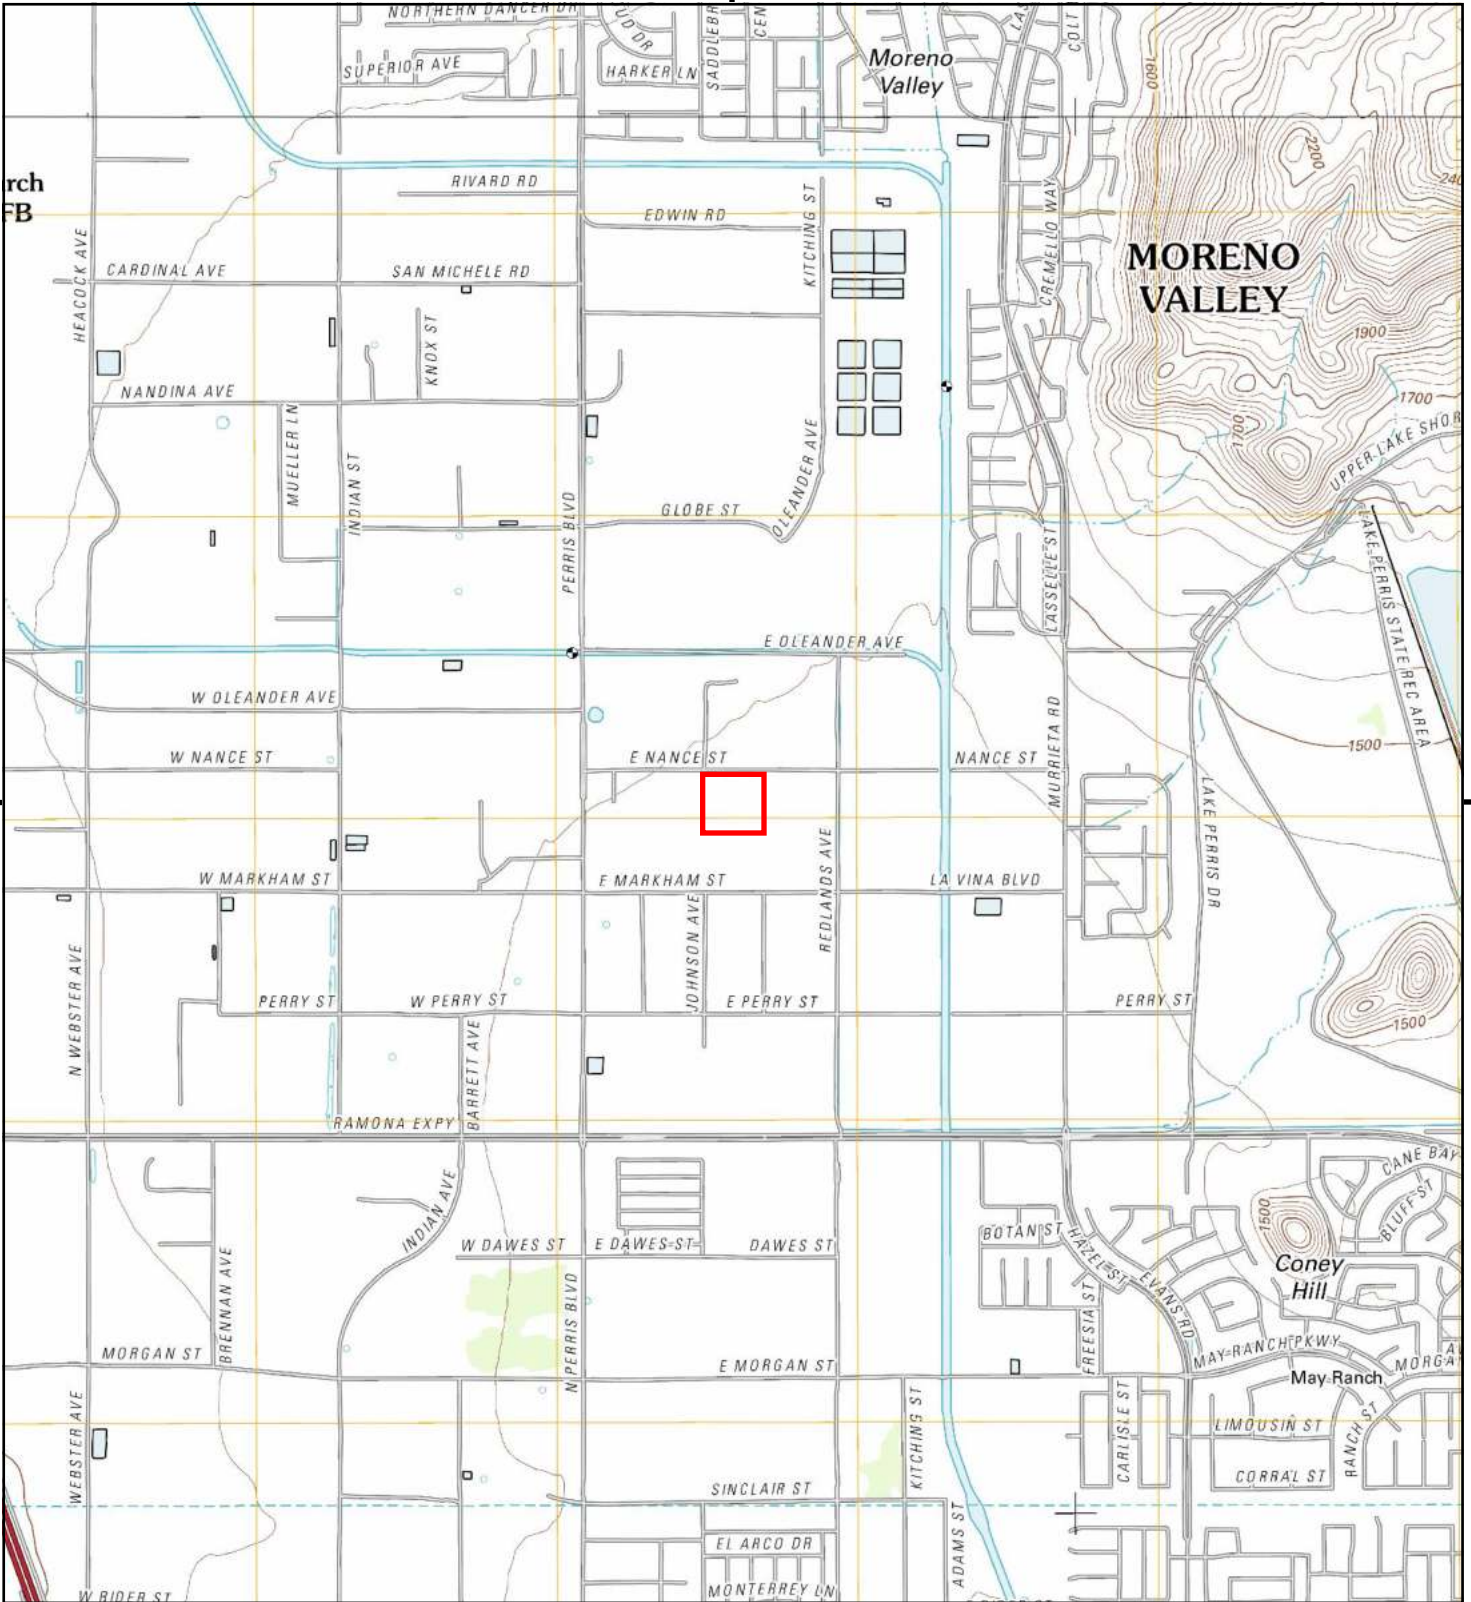 NORTHERN DANCER DR
SUPERIOR AVE
HARKER LN
Moreno
Valley
COLT
1600
2200
RIVARD RD
EDWIN RD
KITCHING ST
CREMELLO WAY
MORENO
VALLEY
HEACOCK AVE
CARDINAL AVE
SAN MICHELE RD
KNOX ST
1900
NANDINA AVE
1700
1700
MUELLER LN
INDIAN ST
PERRIS BLVD
OLEANDER AVE
UPPER LAKE SHOR
GLOBE ST
LASSELLE ST
LAKE PERRIS STATE REC AREA
E OLEANDER AVE
W OLEANDER AVE
MURRIETA RD
W NANCE ST
E NANCE ST
NANCE ST
1500
LAKE PERRIS DR
REDLANDS AVE
W MARKHAM ST
E MARKHAM ST
LA VINA BLVD
JOHNSON AVE
N WEBSTER AVE
PERRY ST
W PERRY ST
E PERRY ST
PERRY ST
1500
BARRETT AVE
RAMONA EXPY
CANE BAY
BLUFF ST
INDIAN AVE
W DAWES ST
E DAWES ST
DAWES ST
BOTAN ST
HAZEL ST
1500
Coney
Hill
EVANS RD
BRENNAN AVE
N PERRIS BLVD
FREESIA ST
MORGAN ST
E MORGAN ST
MAY RANCH PKWY
MORGA
May Ranch
WEBSTER AVE
KITCHING ST
CARLISLE ST
LIMOUSIN ST
RANCH ST
CORRAL ST
SINCLAIR ST
ADAMS ST
EL ARCO DR
MONTERREY LN
W RIDER ST